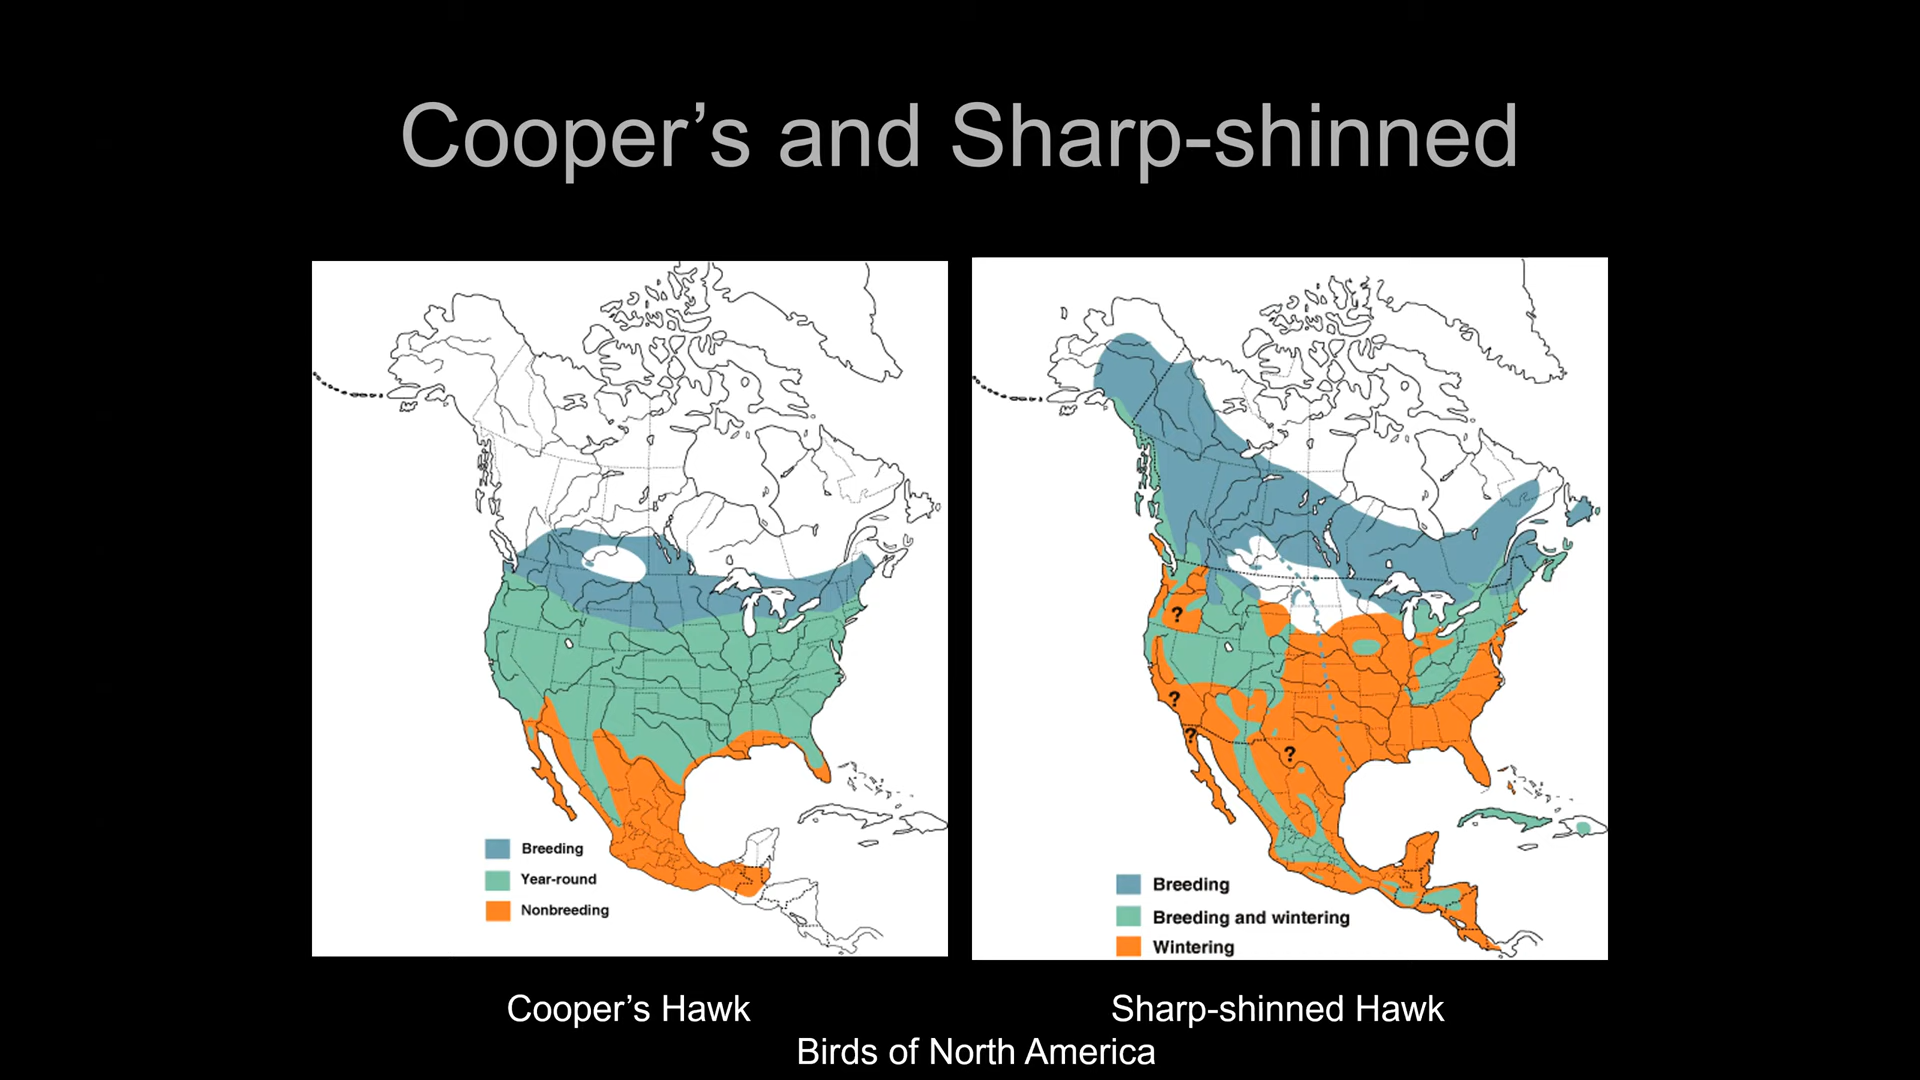 Cooper’s and Sharp-shinned
Breeding
Year-round
Nonbreeding
?
?
?
?
Breeding
Breeding and wintering
Wintering
Cooper’s Hawk
Sharp-shinned Hawk
Birds of North America